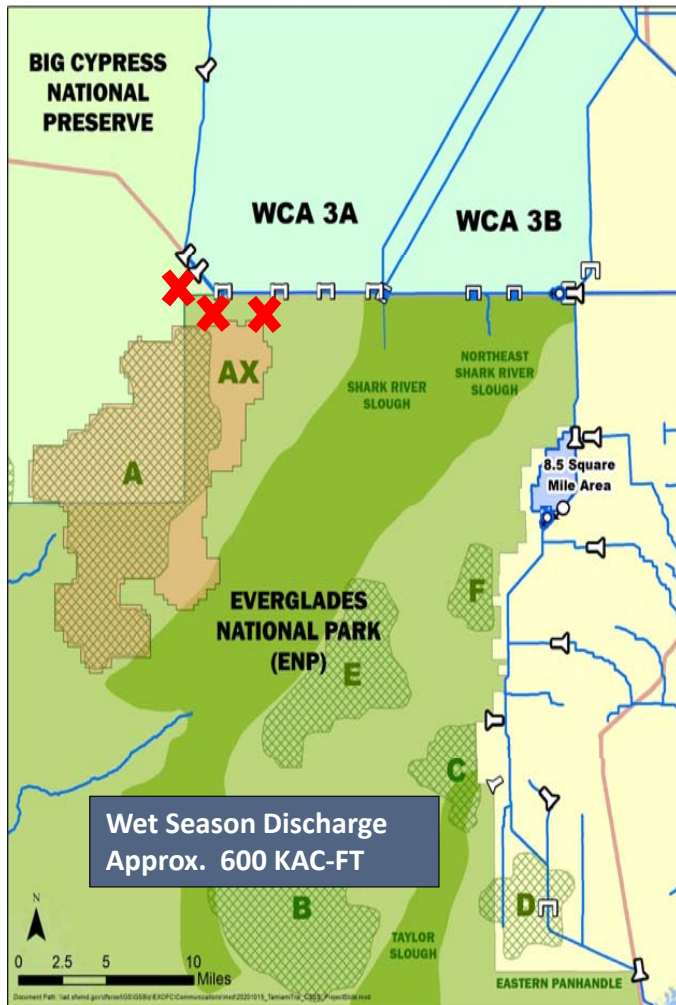 BIG CYPRESS
NATIONAL
PRESERVE
WCA 3A
WCA 3B
AX
SHARK RIVER
SLOUGH
NORTHEAST
SHARK RIVER
SLOUGH
A
8.5 Square
Mile Area
F
EVERGLADES
NATIONAL PARK
(ENP)
E
C
Wet Season Discharge
Approx. 600 KAC-FT
B
D
TAYLOR
SLOUGH
N
0 2.5 5 10
Miles
EASTERN PANHANDLE